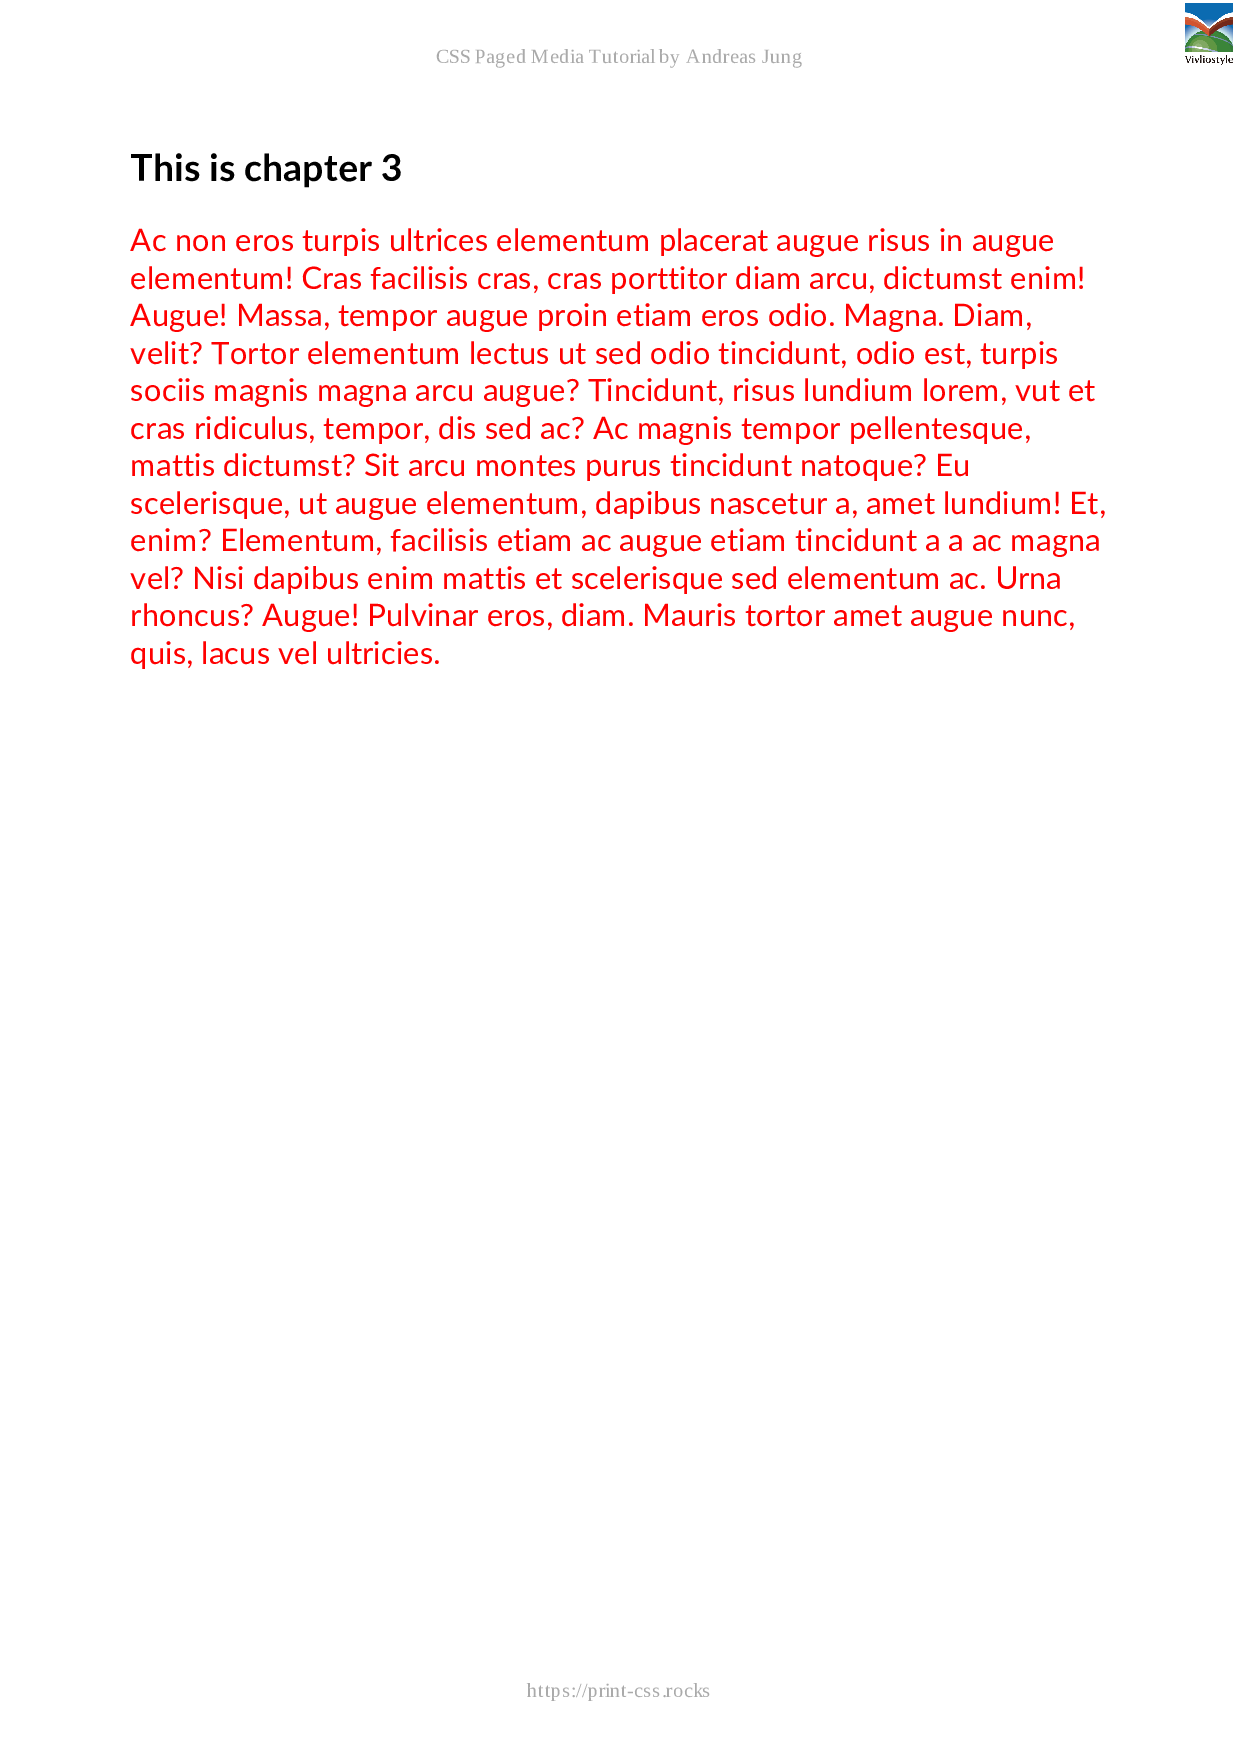 CSS Paged Media Tutorial by Andreas Jung
Vivliostyle
This is chapter 3
Ac non eros turpis ultrices elementum placerat augue risus in augue
elementum! Cras facilisis cras, cras porttitor diam arcu, dictumst enim!
Augue! Massa, tempor augue proin etiam eros odio. Magna. Diam,
velit? Tortor elementum lectus ut sed odio tincidunt, odio est, turpis
sociis magnis magna arcu augue? Tincidunt, risus lundium lorem, vut et
cras ridiculus, tempor, dis sed ac? Ac magnis tempor pellentesque,
mattis dictumst? Sit arcu montes purus tincidunt natoque? Eu
scelerisque, ut augue elementum, dapibus nascetur a, amet lundium! Et,
enim? Elementum, facilisis etiam ac augue etiam tincidunt a a ac magna
vel? Nisi dapibus enim mattis et scelerisque sed elementum ac. Urna
rhoncus? Augue! Pulvinar eros, diam. Mauris tortor amet augue nunc,
quis, lacus vel ultricies.
https://print-css.rocks